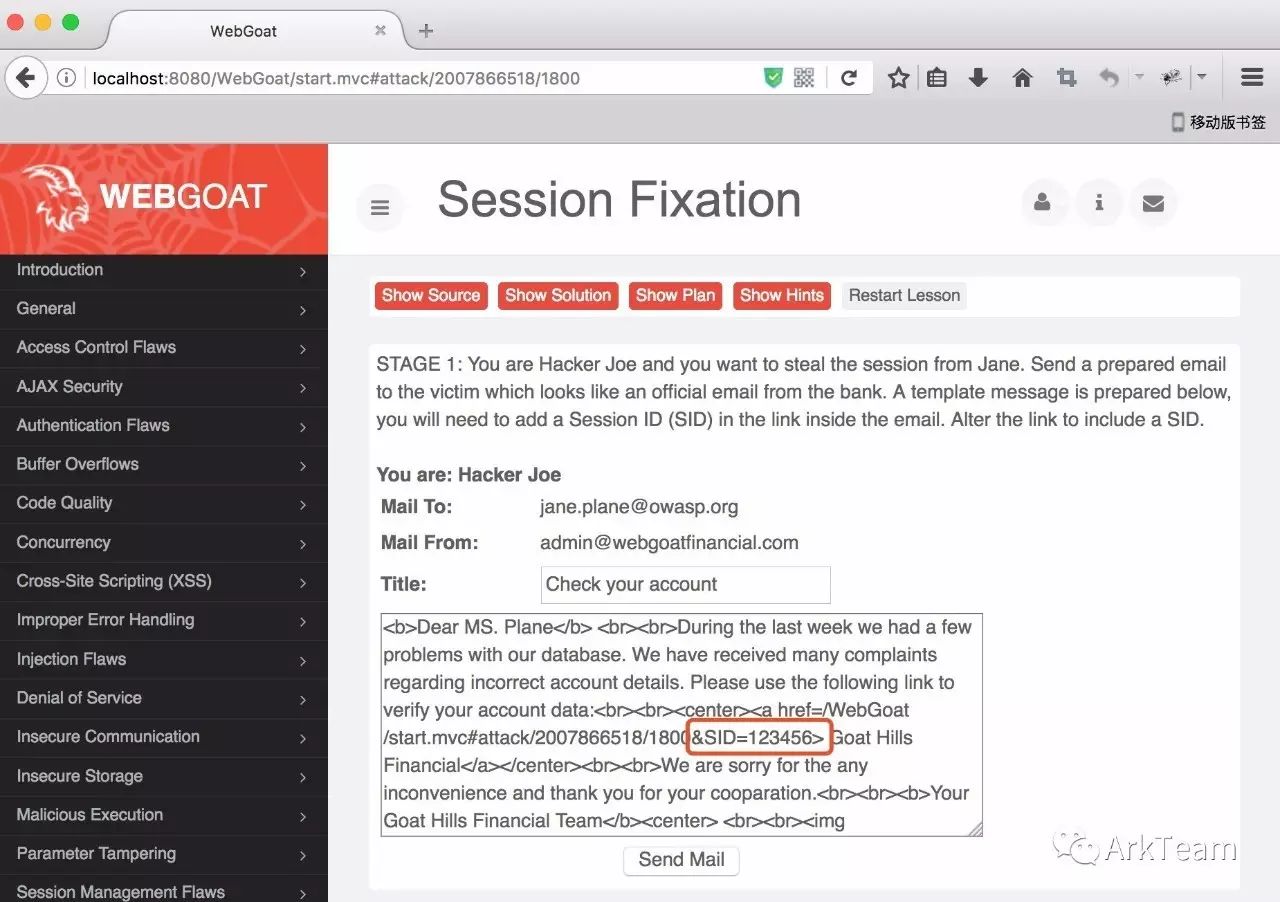 WebGoat
localhost:8080/WebGoat/start.mvc#attack/2007866518/1800
移动版书签
WEBGOAT
Session Fixation
Introduction
General
Access Control Flaws
AJAX Security
Authentication Flaws
Buffer Overflows
Code Quality
Concurrency
Cross-Site Scripting (XSS)
Improper Error Handling
Injection Flaws
Denial of Service
Insecure Communication
Insecure Storage
Malicious Execution
Parameter Tampering
Session Management Flaws
Show Source Show Solution Show Plan Show Hints Restart Lesson
STAGE 1: You are Hacker Joe and you want to steal the session from Jane. Send a prepared email
to the victim which looks like an official email from the bank. A template message is prepared below,
you will need to add a Session ID (SID) in the link inside the email. Alter the link to include a SID.
You are: Hacker Joe
Mail To: jane.plane@owasp.org
Mail From: admin@webgoatfinancial.com
Title: Check your account
<b>Dear MS. Plane</b> <br><br>During the last week we had a few
problems with our database. We have received many complaints
regarding incorrect account details. Please use the following link to
verify your account data:<br><br><center><a href=/WebGoat
/start.mvc#attack/2007866518/1800&SID=123456> Goat Hills
Financial</a></center><br><br>We are sorry for the any
inconvenience and thank you for your cooparation.<br><br><b>Your
Goat Hills Financial Team</b><center> <br><br><img
Send Mail
ArkTeam